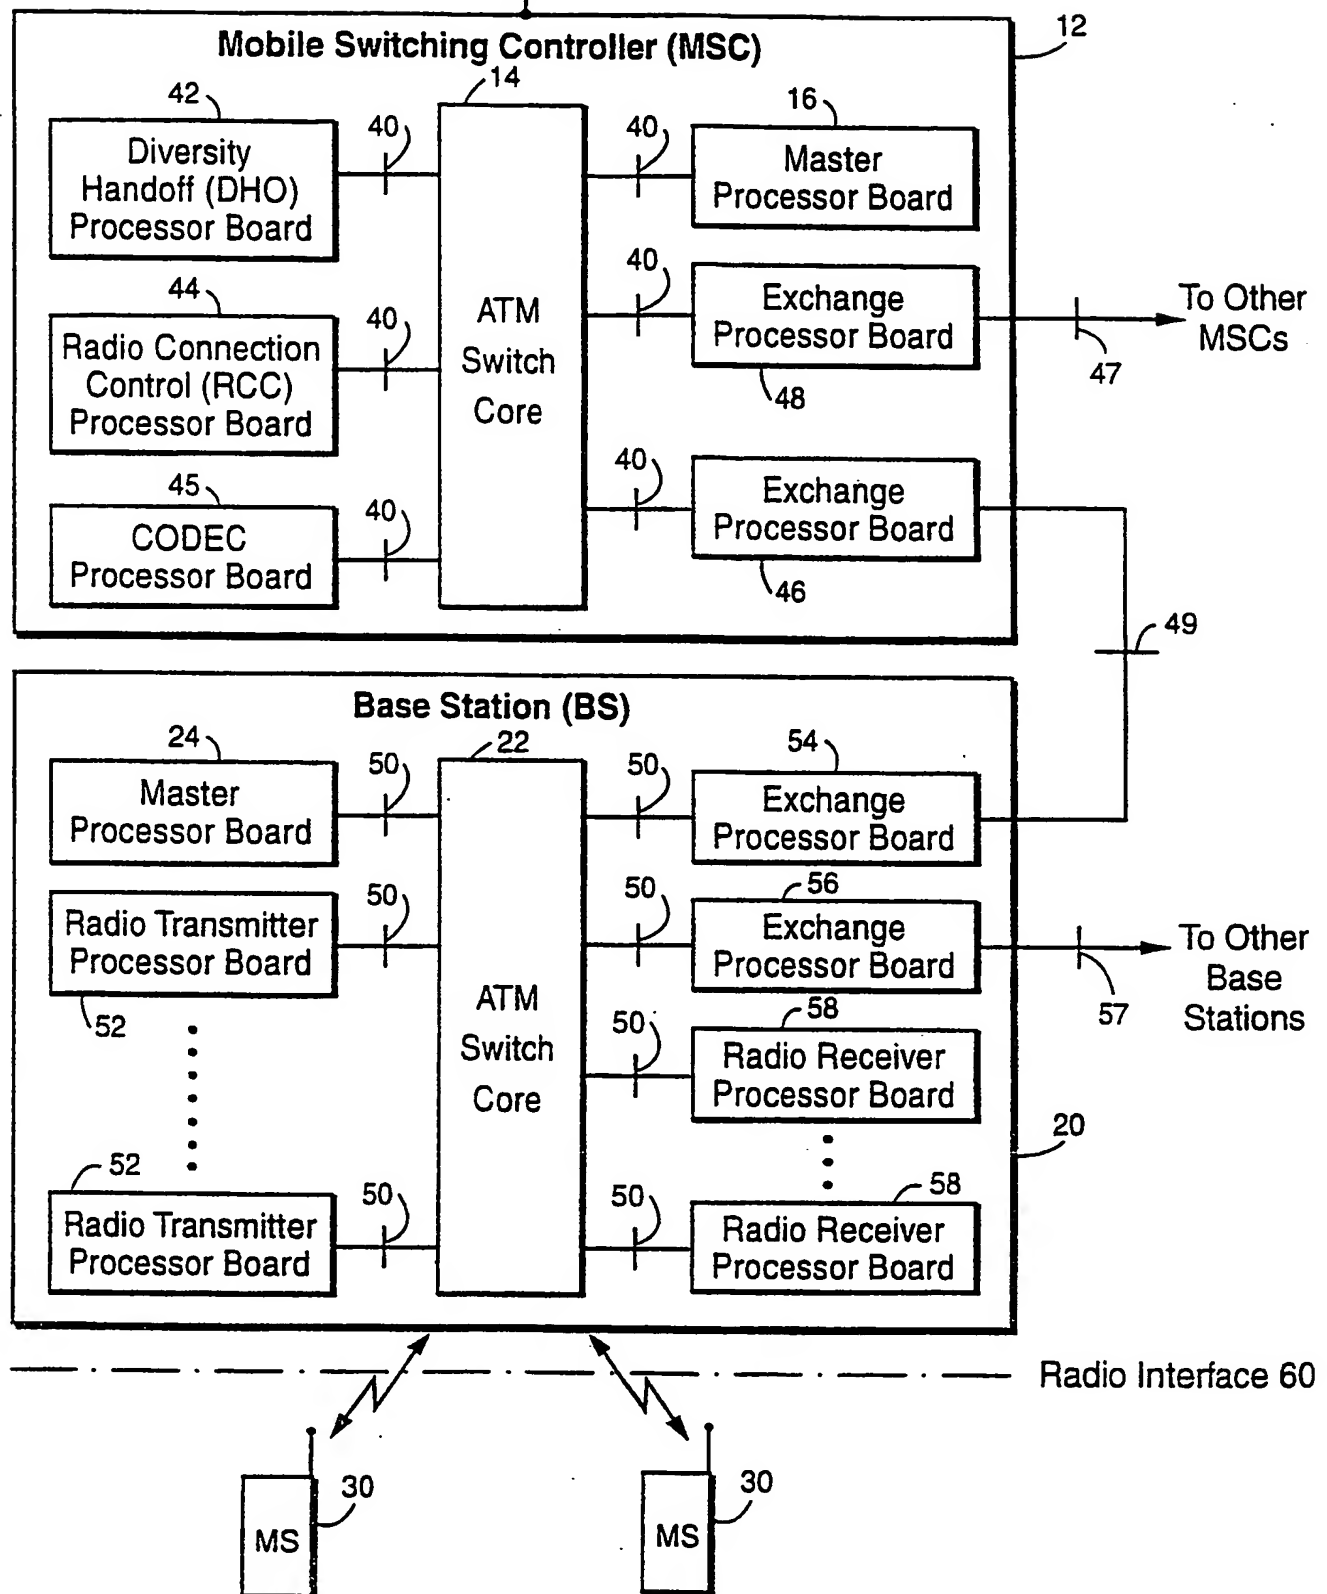 12
Mobile Switching Controller (MSC)
14
42
40
40
16
Diversity
Handoff (DHO)
Processor Board
Master
Processor Board
44
40
40
Radio Connection
Control (RCC)
Processor Board
ATM
Switch
Core
Exchange
Processor Board
48
To Other
MSCs
47
45
40
40
CODEC
Processor Board
Exchange
Processor Board
46
49
Base Station (BS)
24
50
22
50
54
Master
Processor Board
Exchange
Processor Board
50
50
56
Radio Transmitter
Processor Board
52
Exchange
Processor Board
To Other
Base
Stations
57
ATM
Switch
Core
50
58
Radio Receiver
Processor Board
20
52
50
50
58
Radio Transmitter
Processor Board
Radio Receiver
Processor Board
Radio Interface 60
30
MS
30
MS